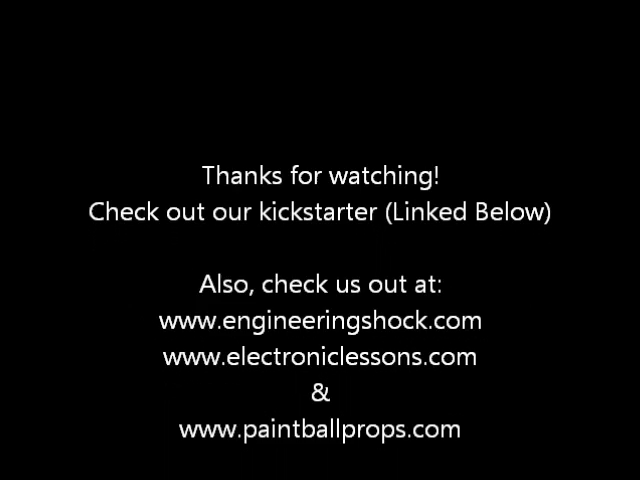 Thanks for watching!
Check out our kickstarter (Linked Below)
Also, check us out at:
www.engineeringshock.com
www.electroniclessons.com
&
www.paintballprops.com